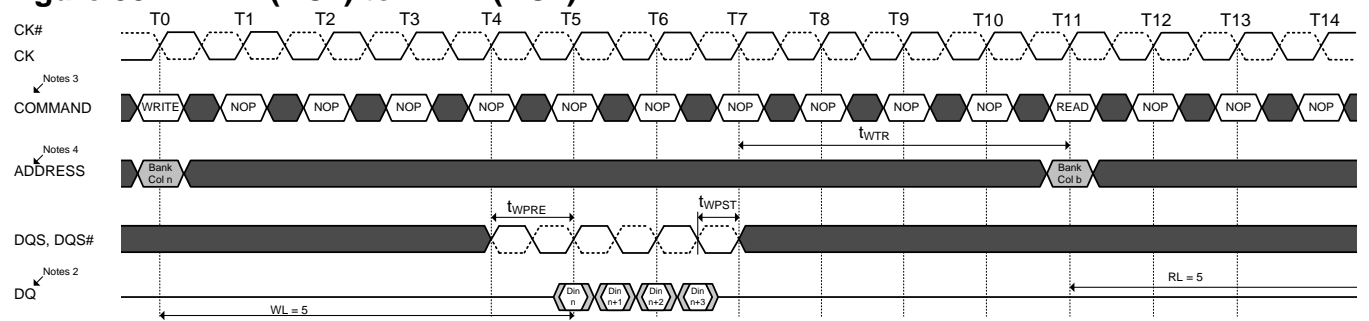 T0 T1 T2 T3 T4 T5 T6 T7 T8 T9 T10 T11 T12 T13 T14
CK#
CK
Notes 3
COMMAND WRITE NOP NOP NOP NOP NOP NOP NOP NOP NOP NOP READ NOP NOP NOP
tWTR
Notes 4
ADDRESS
Bank Bank
Col n Col b
tWPRE tWPST
DQS, DQS#
Notes 2
DQ
Din Din Din Din
n n+1 n+2 n+3
RL = 5
WL = 5